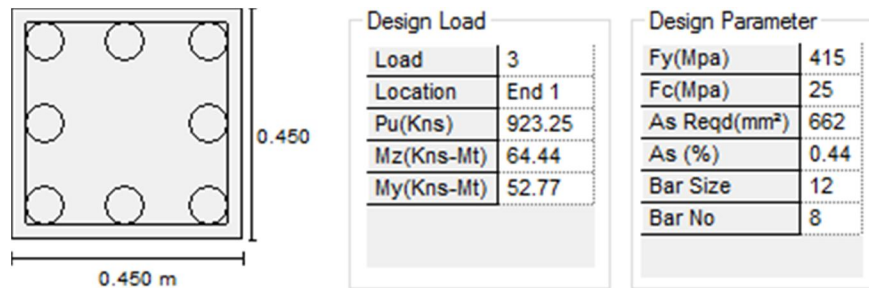 0.450
0.450 m
Design Load
Load 3
Location End 1
Pu(Kns) 923.25
Mz(Kns-Mt) 64.44
My(Kns-Mt) 52.77
Design Parameter
Fy(Mpa) 415
Fc(Mpa) 25
As Reqd(mm²) 662
As (%) 0.44
Bar Size 12
Bar No 8